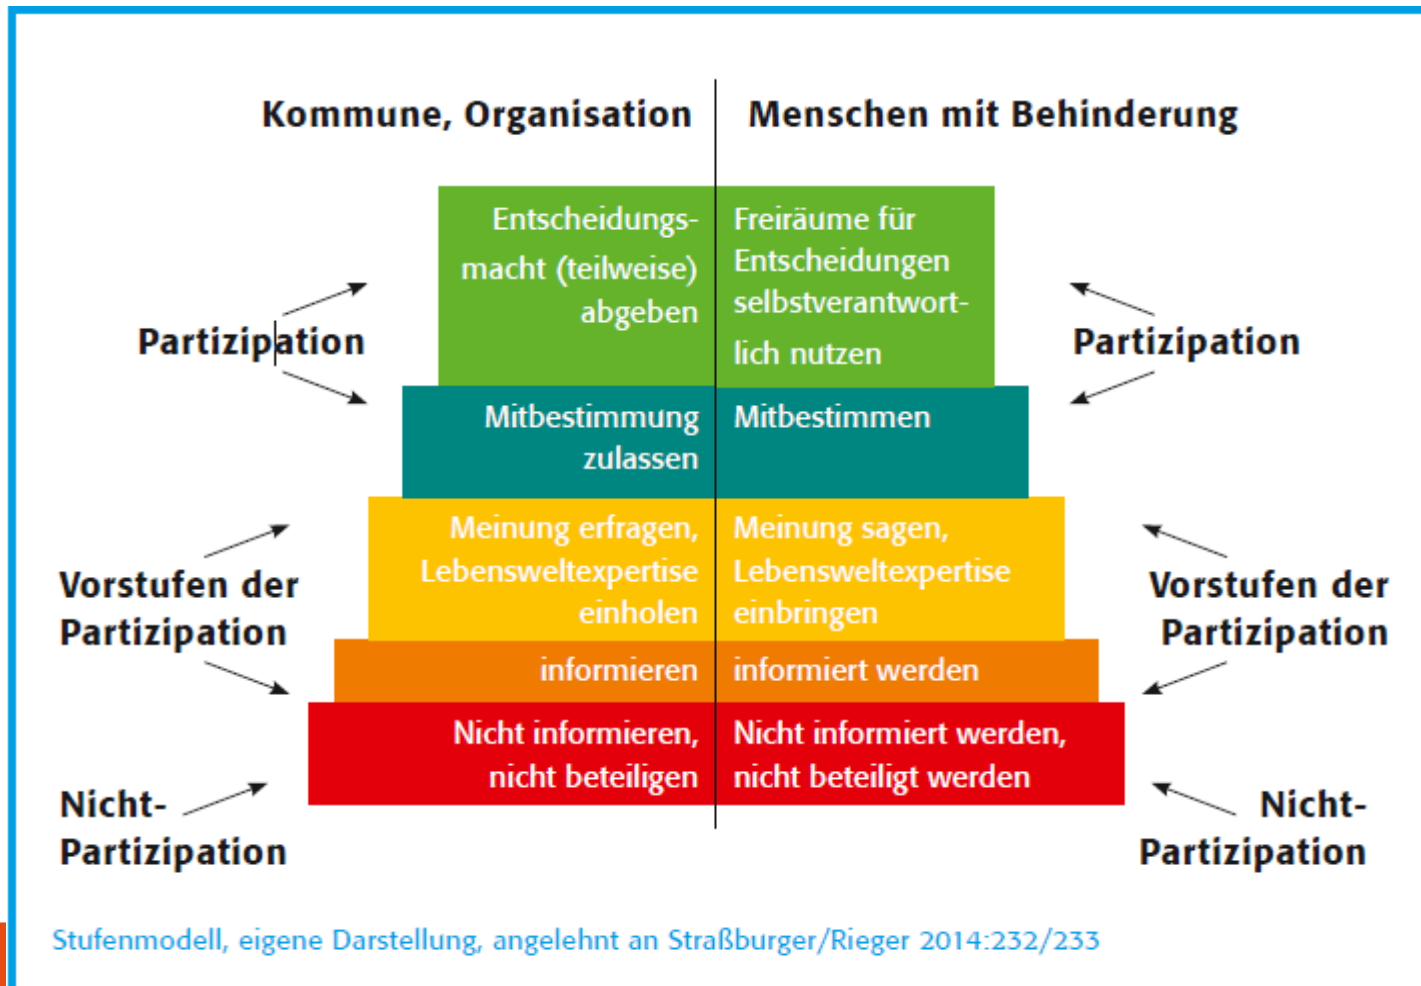 Kommune, Organisation
Menschen mit Behinderung
Entscheidungs-
macht (teilweise)
abgeben
Freiräume für
Entscheidungen
selbstverantwort-
lich nutzen
Partizipation
Partizipation
Mitbestimmung
zulassen
Mitbestimmen
Meinung erfragen,
Lebensweltexpertise
einholen
Meinung sagen,
Lebensweltexpertise
einbringen
Vorstufen der
Partizipation
Vorstufen der
Partizipation
informieren
informiert werden
Nicht informieren,
nicht beteiligen
Nicht informiert werden,
nicht beteiligt werden
Nicht-
Partizipation
Nicht-
Partizipation
Stufenmodell, eigene Darstellung, angelehnt an Straßburger/Rieger 2014:232/233